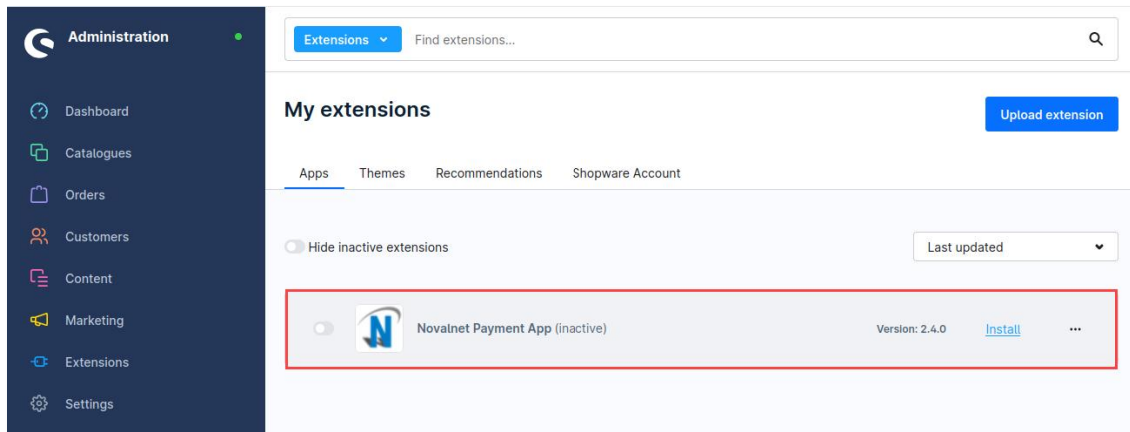 Administration
Dashboard
Catalogues
Orders
Customers
Content
Marketing
Extensions
Settings
Extensions Find extensions...
My extensions
Upload extension
Apps Themes Recommendations Shopware Account
Hide inactive extensions
Last updated
N
Novalnet Payment App (inactive) Version: 2.4.0 Install ...